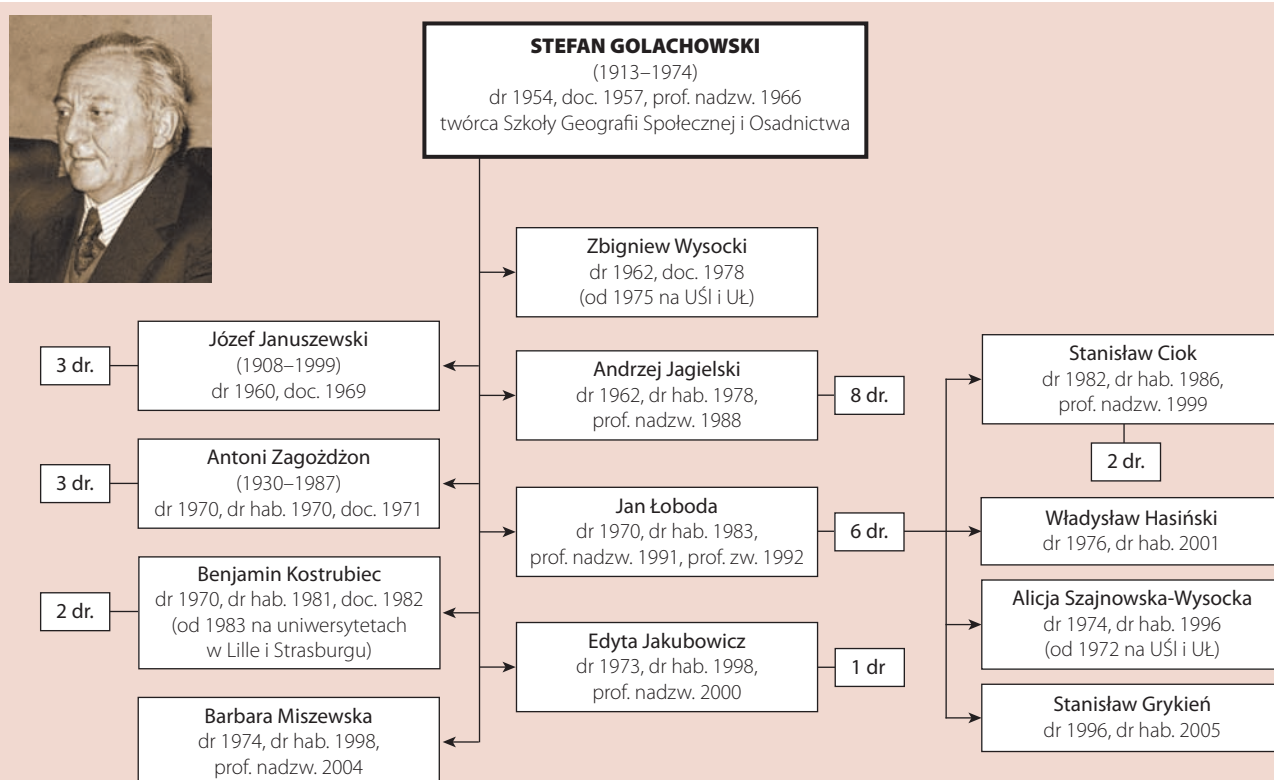 STEFAN GOLACHOWSKI
(1913–1974)
dr 1954, doc. 1957, prof. nadzw. 1966
twórca Szkoły Geografii Społecznej i Osadnictwa
Zbigniew Wysocki
dr 1962, doc. 1978
(od 1975 na UŚl i UŁ)
3 dr.
Józef Januszewski
(1908–1999)
dr 1960, doc. 1969
Andrzej Jagielski
dr 1962, dr hab. 1978,
prof. nadzw. 1988
8 dr.
Stanisław Ciok
dr 1982, dr hab. 1986,
prof. nadzw. 1999
2 dr.
3 dr.
Antoni Zagożdżon
(1930–1987)
dr 1970, dr hab. 1970, doc. 1971
Jan Łoboda
dr 1970, dr hab. 1983,
prof. nadzw. 1991, prof. zw. 1992
6 dr.
Władysław Hasiński
dr 1976, dr hab. 2001
2 dr.
Benjamin Kostrubiec
dr 1970, dr hab. 1981, doc. 1982
(od 1983 na uniwersytetach
w Lille i Strasburgu)
Alicja Szajnowska-Wysocka
dr 1974, dr hab. 1996
(od 1972 na UŚl i UŁ)
Edyta Jakubowicz
dr 1973, dr hab. 1998,
prof. nadzw. 2000
1 dr
Stanisław Grykień
dr 1996, dr hab. 2005
Barbara Miszewska
dr 1974, dr hab. 1998,
prof. nadzw. 2004